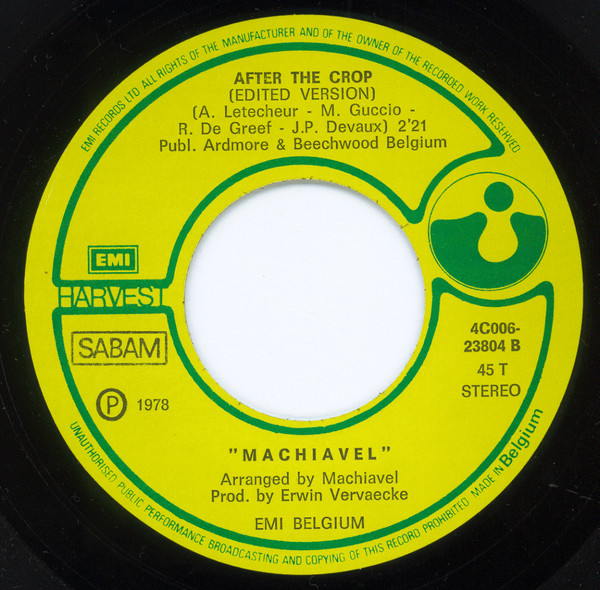 EMI RECORDS LTD ALL RIGHTS OF THE MANUFACTURER AND OF THE OWNER OF THE RECORDED WORK RESERVED
AFTER THE CROP
(EDITED VERSION)
(A. Letecheur - M. Guccio -
R. De Greef - J.P. Devaux) 2'21
Publ. Ardmore & Beechwood Belgium
EMI
HARVEST
SABAM
P 1978
4C006-
23804 B
45 T
STEREO
"MACHIAVEL"
Arranged by Machiavel
Prod. by Erwin Vervaecke
EMI BELGIUM
UNAUTHORISED PUBLIC PERFORMANCE BROADCASTING AND COPYING OF THIS RECORD PROHIBITED MADE IN Belgium